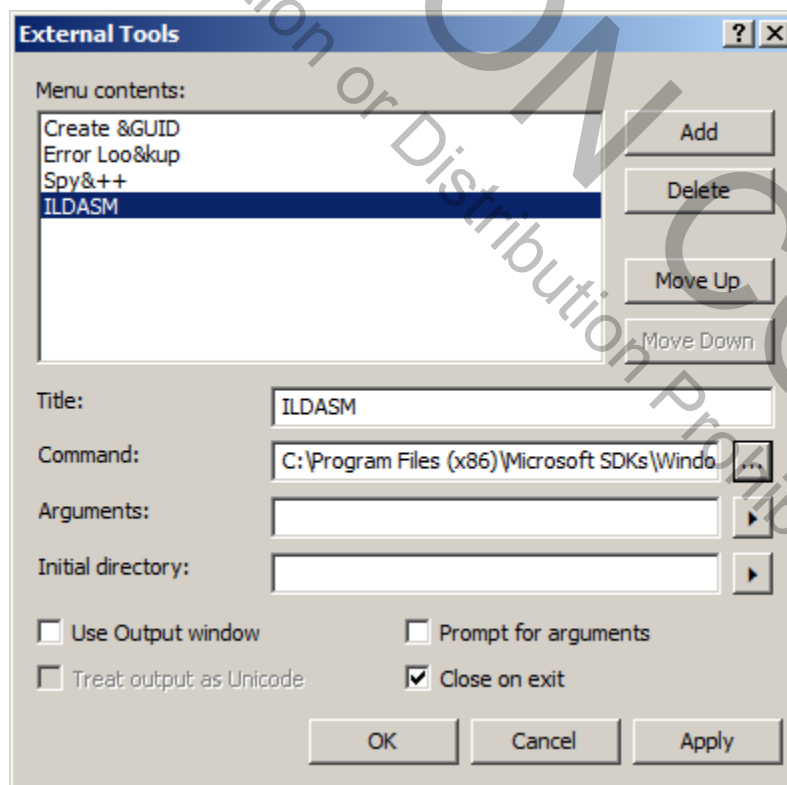 External Tools
Menu contents:
Create &GUID
Error Loo&kup
Spy&++
ILDASM
Add
Delete
Move Up
Move Down
Title:
ILDASM
Command:
C:\Program Files (x86)\Microsoft SDKs\Windo
...
Arguments:
Initial directory:
Use Output window
Prompt for arguments
Treat output as Unicode
Close on exit
OK
Cancel
Apply
or Distribution